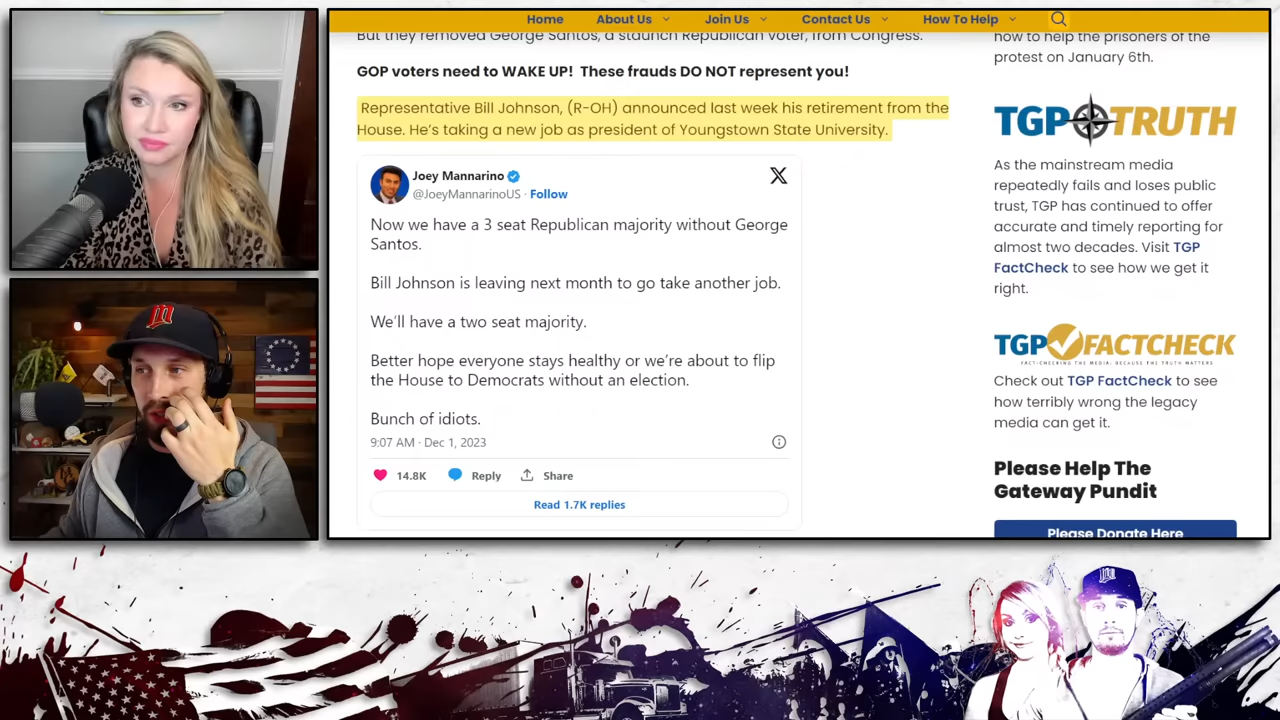 Home About Us Join Us Contact Us How To Help
But they removed George Santos, a staunch Republican voter, from Congress.
GOP voters need to WAKE UP! These frauds DO NOT represent you!
Representative Bill Johnson, (R-OH) announced last week his retirement from the
House. He's taking a new job as president of Youngstown State University.
Joey Mannarino
@JoeyMannarinoUS · Follow
Now we have a 3 seat Republican majority without George
Santos.
Bill Johnson is leaving next month to go take another job.
We'll have a two seat majority.
Better hope everyone stays healthy or we're about to flip
the House to Democrats without an election.
Bunch of idiots.
9:07 AM · Dec 1, 2023
14.8K Reply Share
Read 1.7K replies
how to help the prisoners of the
protest on January 6th.
TGP TRUTH
As the mainstream media
repeatedly fails and loses public
trust, TGP has continued to offer
accurate and timely reporting for
almost two decades. Visit TGP
FactCheck to see how we get it
right.
TGP FACTCHECK
FACT-CHECKING THE MEDIA, BECAUSE THE TRUTH MATTERS
Check out TGP FactCheck to see
how terribly wrong the legacy
media can get it.
Please Help The
Gateway Pundit
Please Donate Here